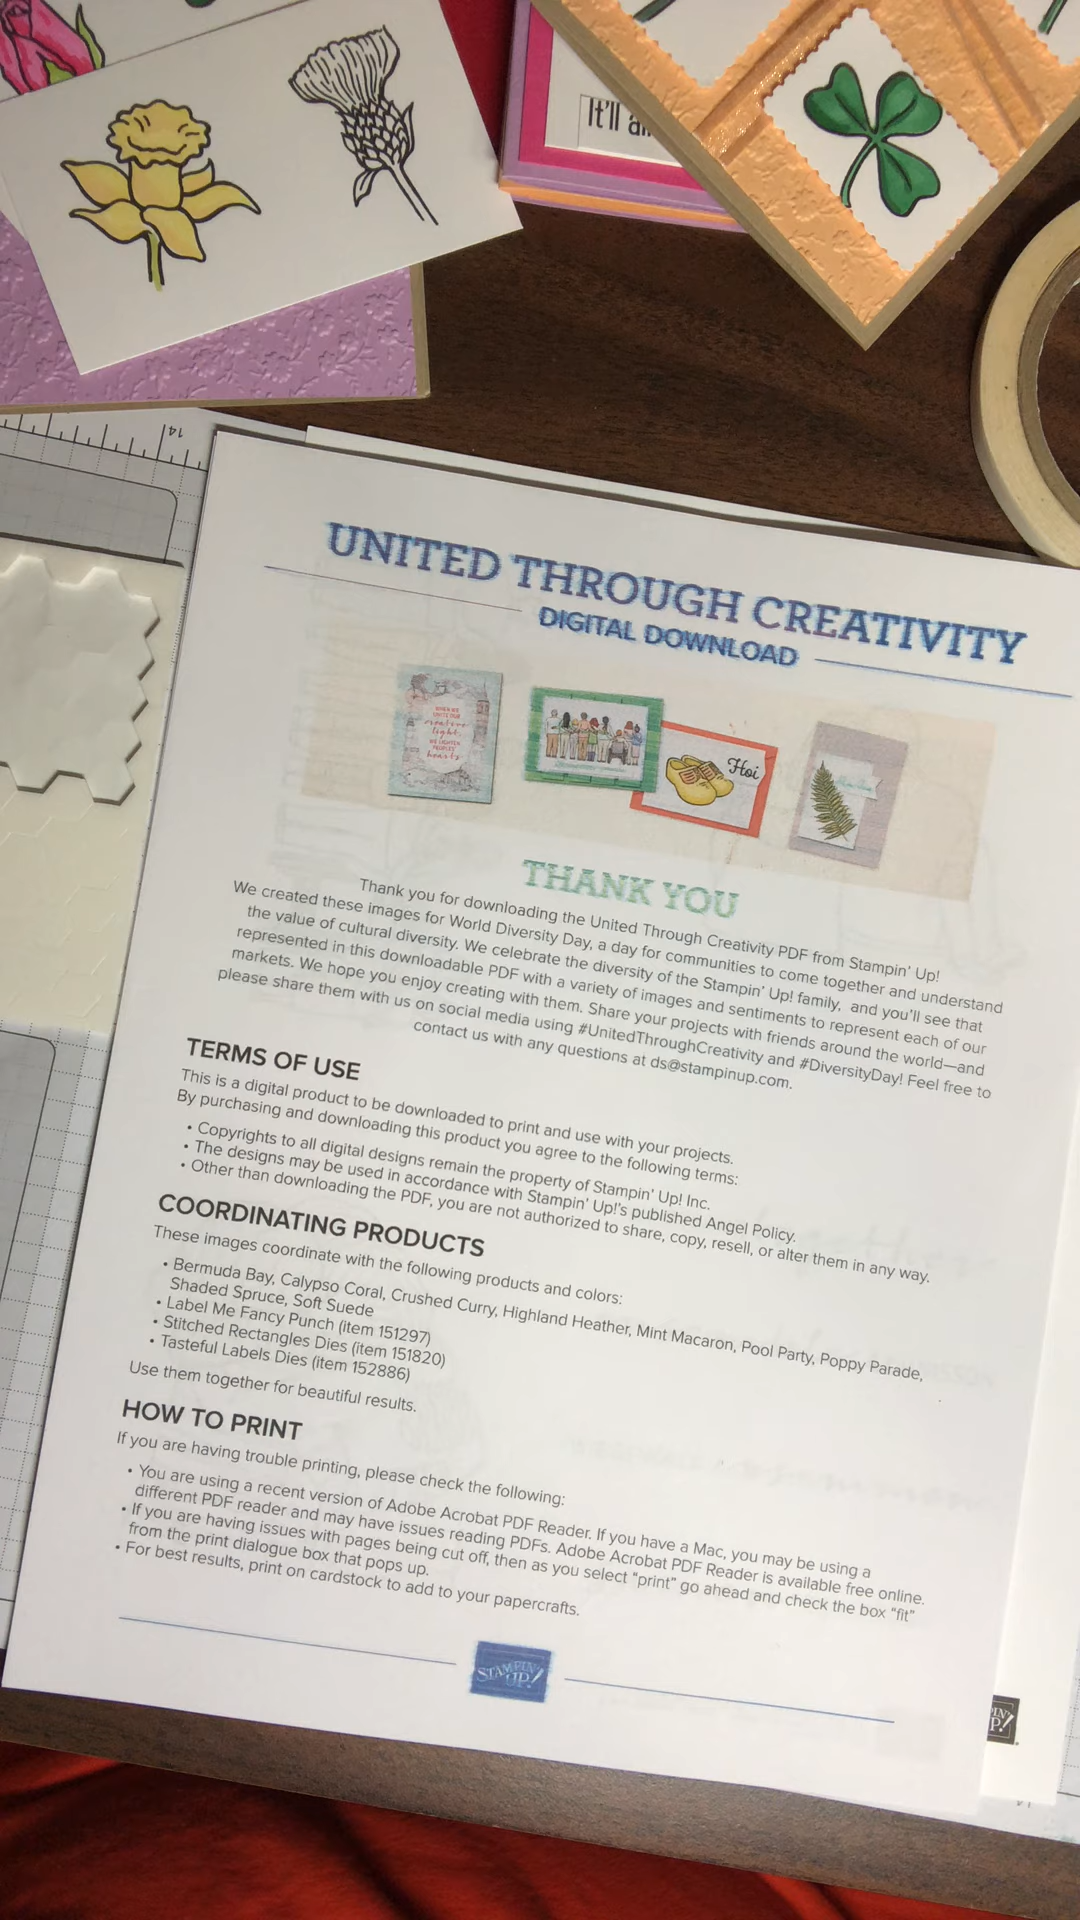 It'll
14
UNITED THROUGH CREATIVITY
DIGITAL DOWNLOAD
WHEN WE
creative
light,
WE LIGHTEN
PEOPLES'
hearts
Hoi
THANK YOU
Thank you for downloading the United Through Creativity PDF from Stampin' Up!
We created these images for World Diversity Day, a day for communities to come together and understand
the value of cultural diversity. We celebrate the diversity of the Stampin' Up! family, and you'll see that
represented in this downloadable PDF with a variety of images and sentiments to represent each of our
markets. We hope you enjoy creating with them. Share your projects with friends around the world—and
please share them with us on social media using #UnitedThroughCreativity and #DiversityDay! Feel free to
contact us with any questions at ds@stampinup.com.
TERMS OF USE
This is a digital product to be downloaded to print and use with your projects.
By purchasing and downloading this product you agree to the following terms:
• Copyrights to all digital designs remain the property of Stampin' Up! Inc.
• The designs may be used in accordance with Stampin' Up!'s published Angel Policy.
• Other than downloading the PDF, you are not authorized to share, copy, resell, or alter them in any way.
COORDINATING PRODUCTS
These images coordinate with the following products and colors:
• Bermuda Bay, Calypso Coral, Crushed Curry, Highland Heather, Mint Macaron, Pool Party, Poppy Parade,
Shaded Spruce, Soft Suede
• Label Me Fancy Punch (item 151297)
• Stitched Rectangles Dies (item 151820)
• Tasteful Labels Dies (item 152886)
Use them together for beautiful results.
HOW TO PRINT
If you are having trouble printing, please check the following:
• You are using a recent version of Adobe Acrobat PDF Reader. If you have a Mac, you may be using a
different PDF reader and may have issues reading PDFs. Adobe Acrobat PDF Reader is available free online.
• If you are having issues with pages being cut off, then as you select "print" go ahead and check the box "fit"
from the print dialogue box that pops up.
• For best results, print on cardstock to add to your papercrafts.
STAMPIN'
UP!